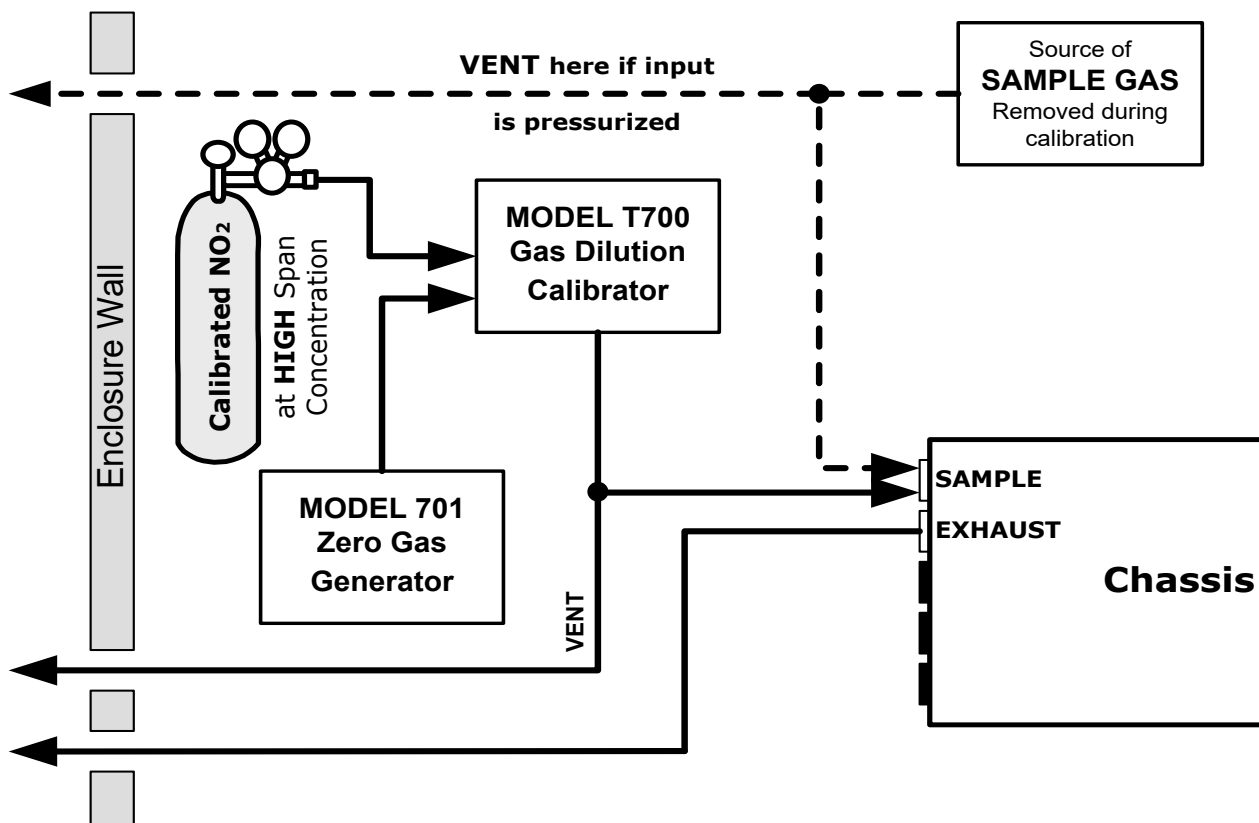 VENT here if input
is pressurized
Source of
SAMPLE GAS
Removed during
calibration
Enclosure Wall
Calibrated NO2
at HIGH Span
Concentration
MODEL T700
Gas Dilution
Calibrator
MODEL 701
Zero Gas
Generator
VENT
SAMPLE
EXHAUST
Chassis